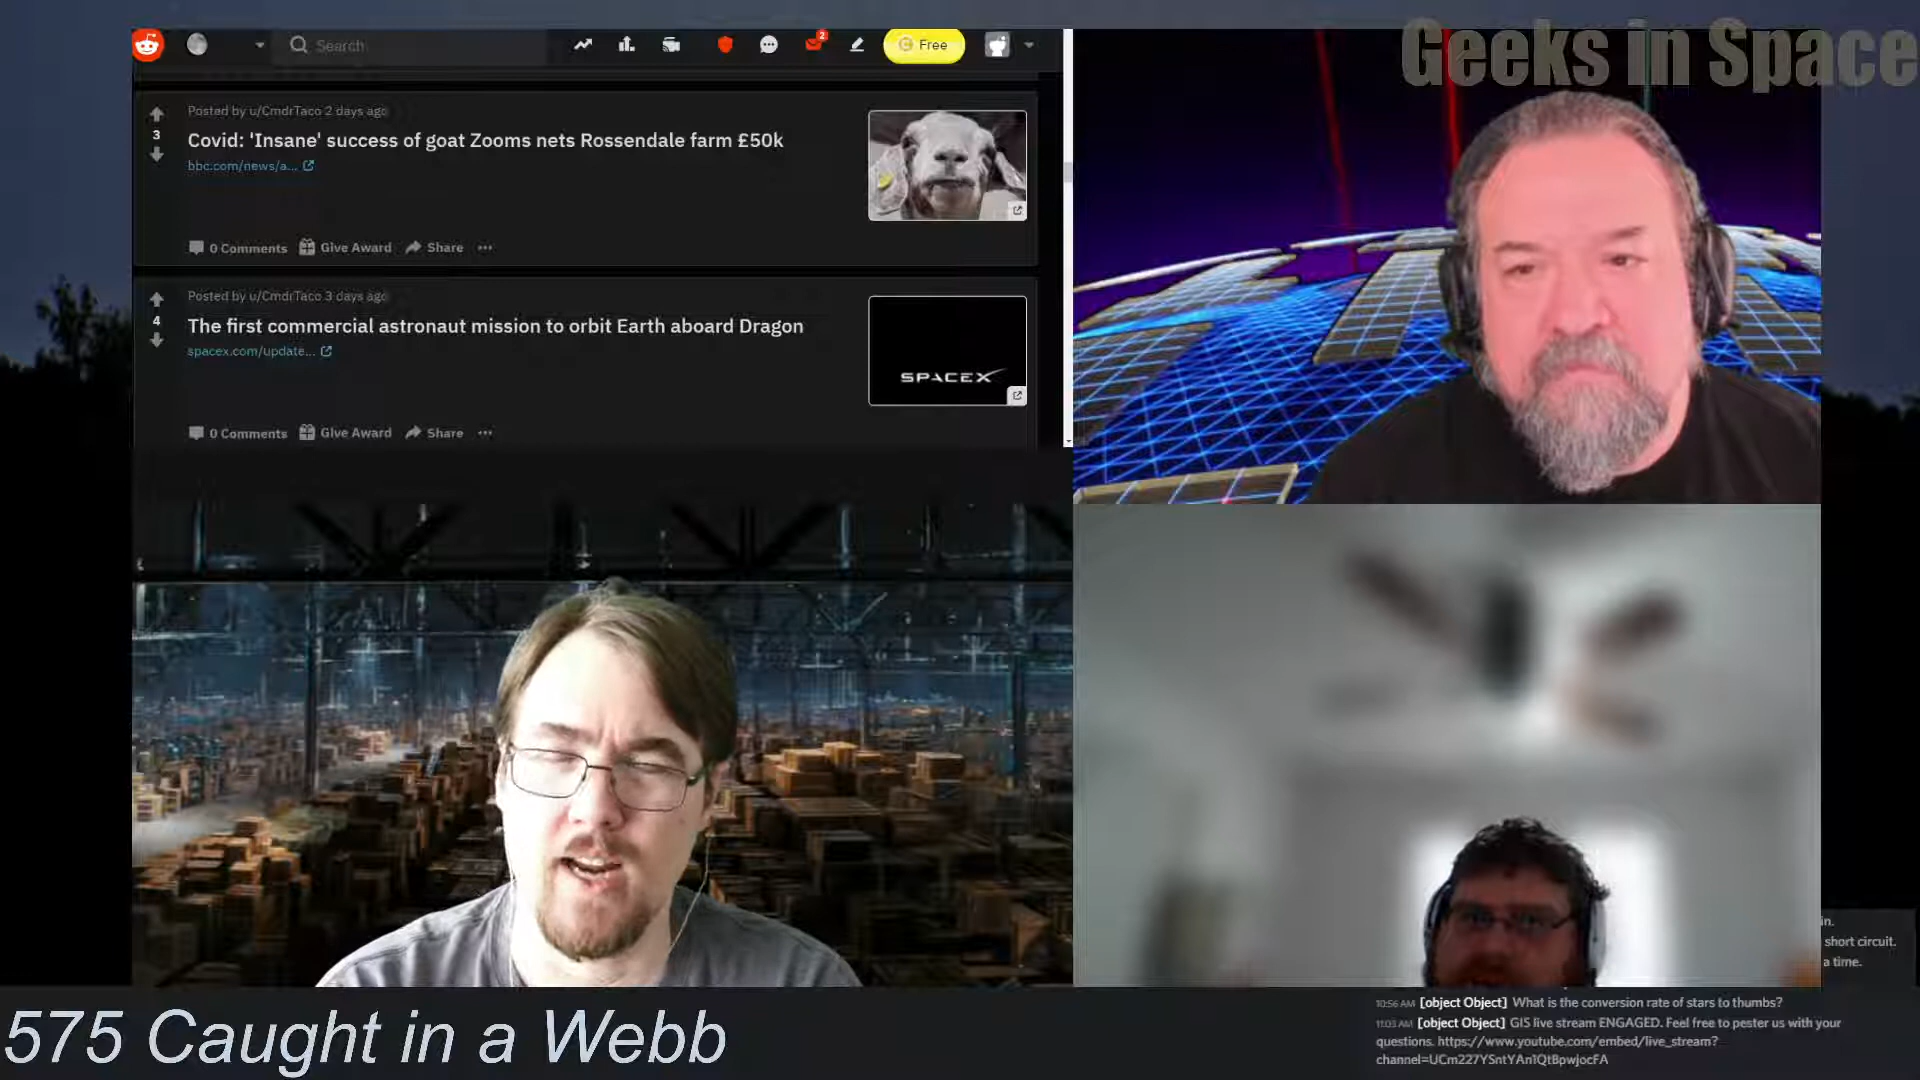 Geeks in Space
Search
2
Free
Posted by u/CmdrTaco 2 days ago
3
Covid: 'Insane' success of goat Zooms nets Rossendale farm £50k
bbc.com/news/a...
0 Comments Give Award Share ...
Posted by u/CmdrTaco 3 days ago
4
The first commercial astronaut mission to orbit Earth aboard Dragon
spacex.com/update...
SPACEX
0 Comments Give Award Share ...
in.
short circuit.
a time.
10:56 AM [object Object] What is the conversion rate of stars to thumbs?
11:03 AM [object Object] GIS live stream ENGAGED. Feel free to pester us with your
questions. https://www.youtube.com/embed/live_stream?
channel=UCm227YSntYAn1QtBpwjocFA
575 Caught in a Webb